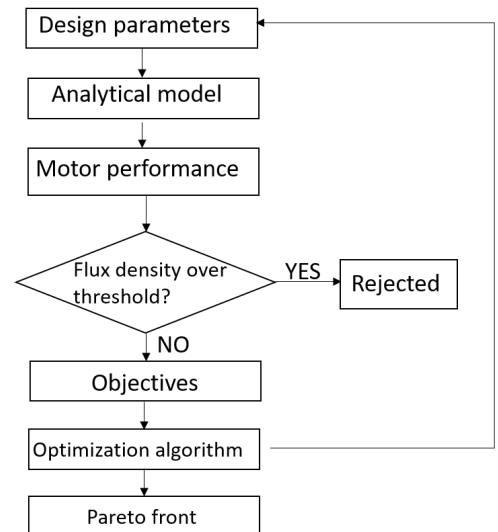 Design parameters
Analytical model
Motor performance
Flux density over
threshold?
YES
Rejected
NO
Objectives
Optimization algorithm
Pareto front